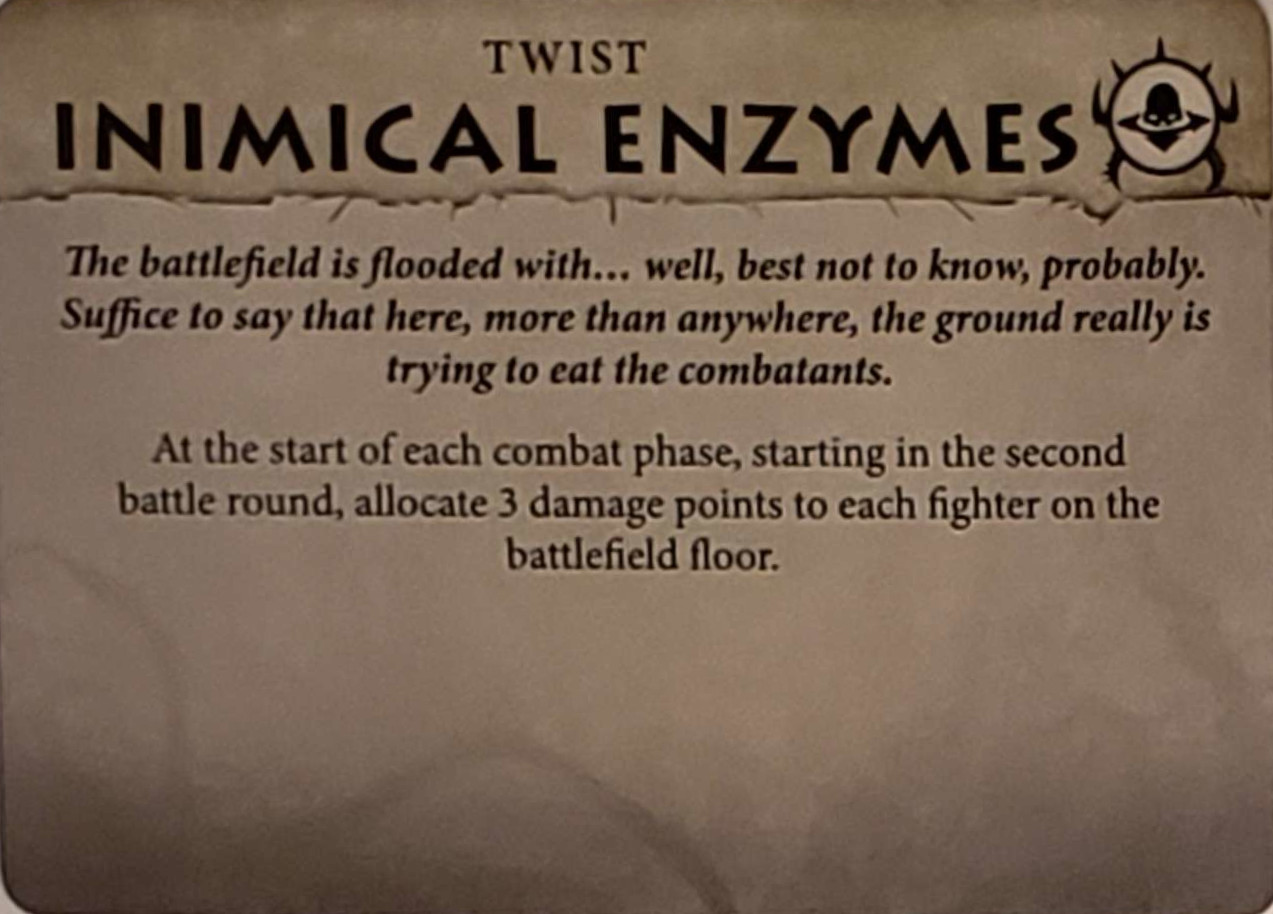 TWIST
INIMICAL ENZYMES
The battlefield is flooded with... well, best not to know, probably.
Suffice to say that here, more than anywhere, the ground really is
trying to eat the combatants.
At the start of each combat phase, starting in the second
battle round, allocate 3 damage points to each fighter on the
battlefield floor.